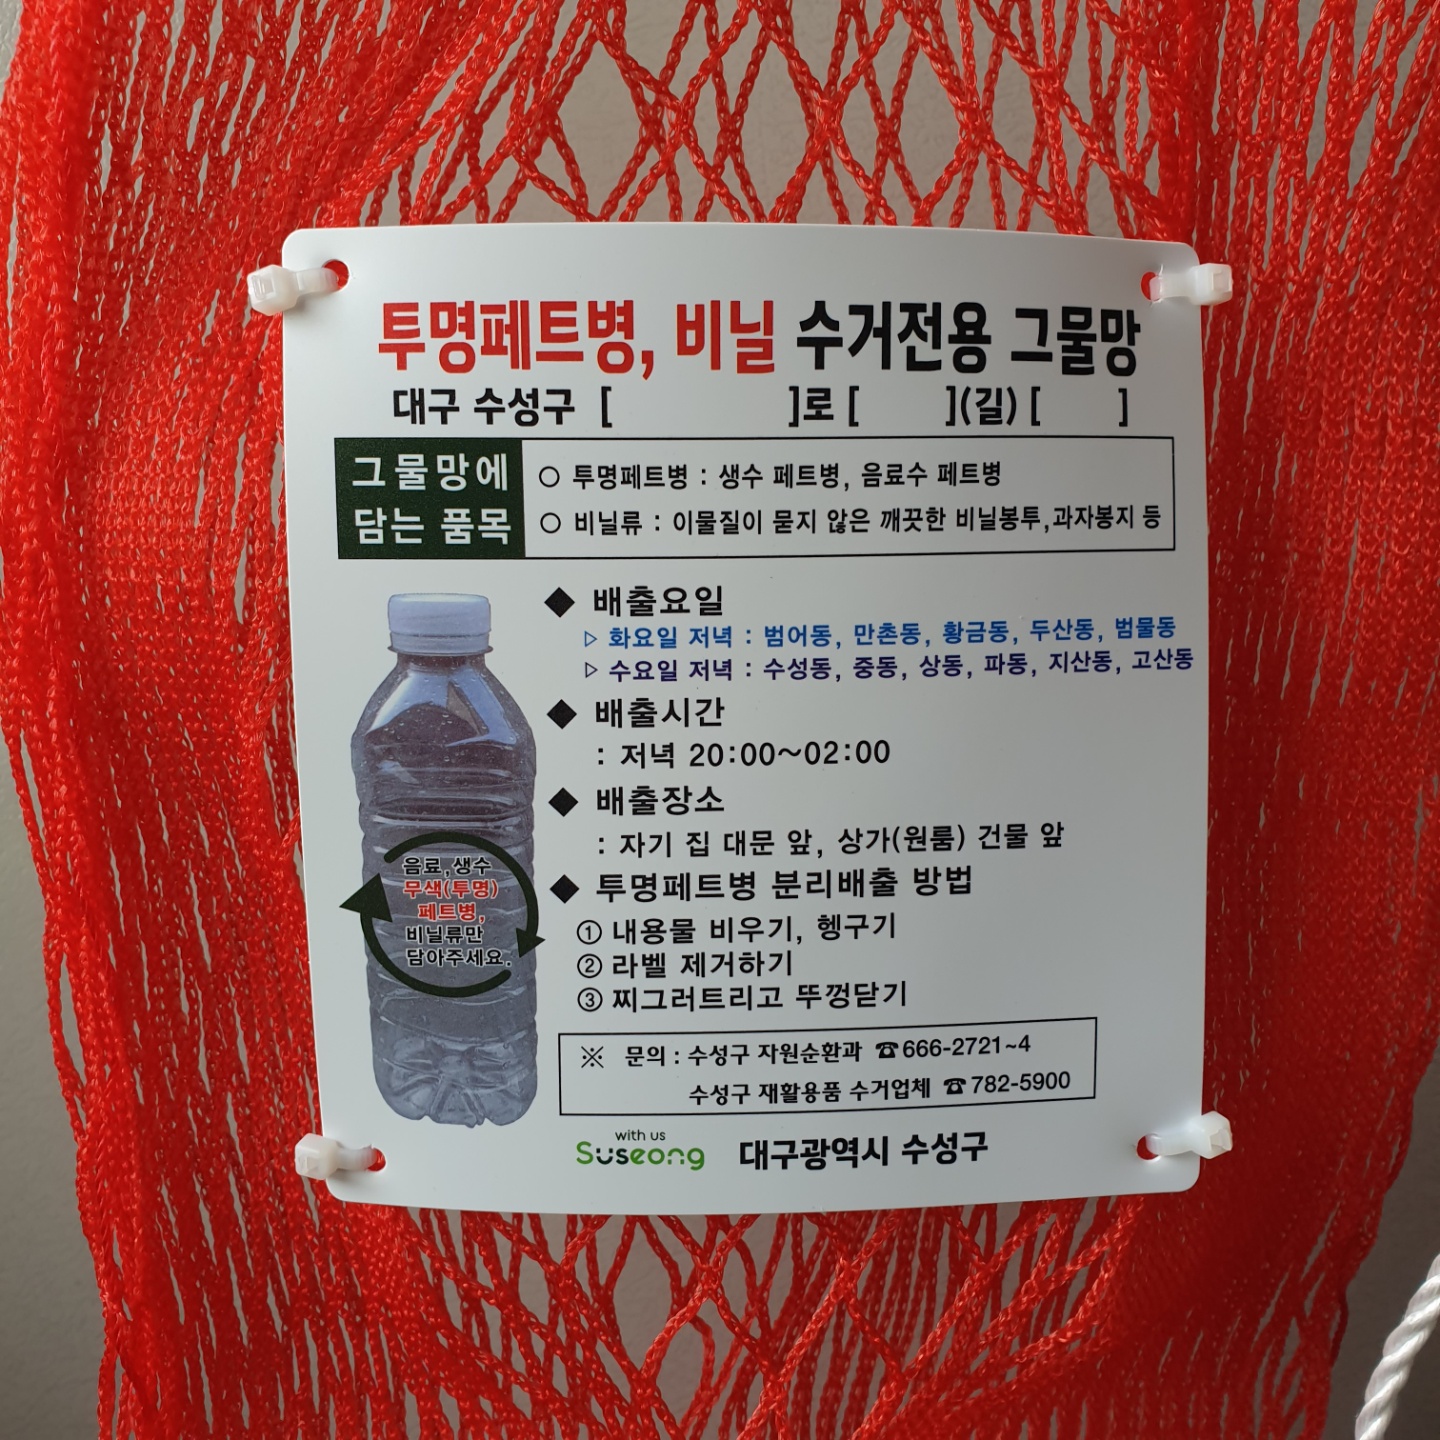 투명페트병, 비닐 수거전용 그물망
대구 수성구 [ ]로 [ ](길) [ ]
그물망에
담는 품목
○ 투명페트병 : 생수 페트병, 음료수 페트병
○ 비닐류 : 이물질이 묻지 않은 깨끗한 비닐봉투,과자봉지 등
◆ 배출요일
▷ 화요일 저녁 : 범어동, 만촌동, 황금동, 두산동, 범물동
▷ 수요일 저녁 : 수성동, 중동, 상동, 파동, 지산동, 고산동
◆ 배출시간
: 저녁 20:00~02:00
◆ 배출장소
: 자기 집 대문 앞, 상가(원룸) 건물 앞
◆ 투명페트병 분리배출 방법
① 내용물 비우기, 헹구기
② 라벨 제거하기
③ 찌그러트리고 뚜껑닫기
음료,생수
무색(투명)
페트병,
비닐류만
담아주세요.
※ 문의 : 수성구 자원순환과 ☎666-2721~4
수성구 재활용품 수거업체 ☎782-5900
with us
Suseong
대구광역시 수성구